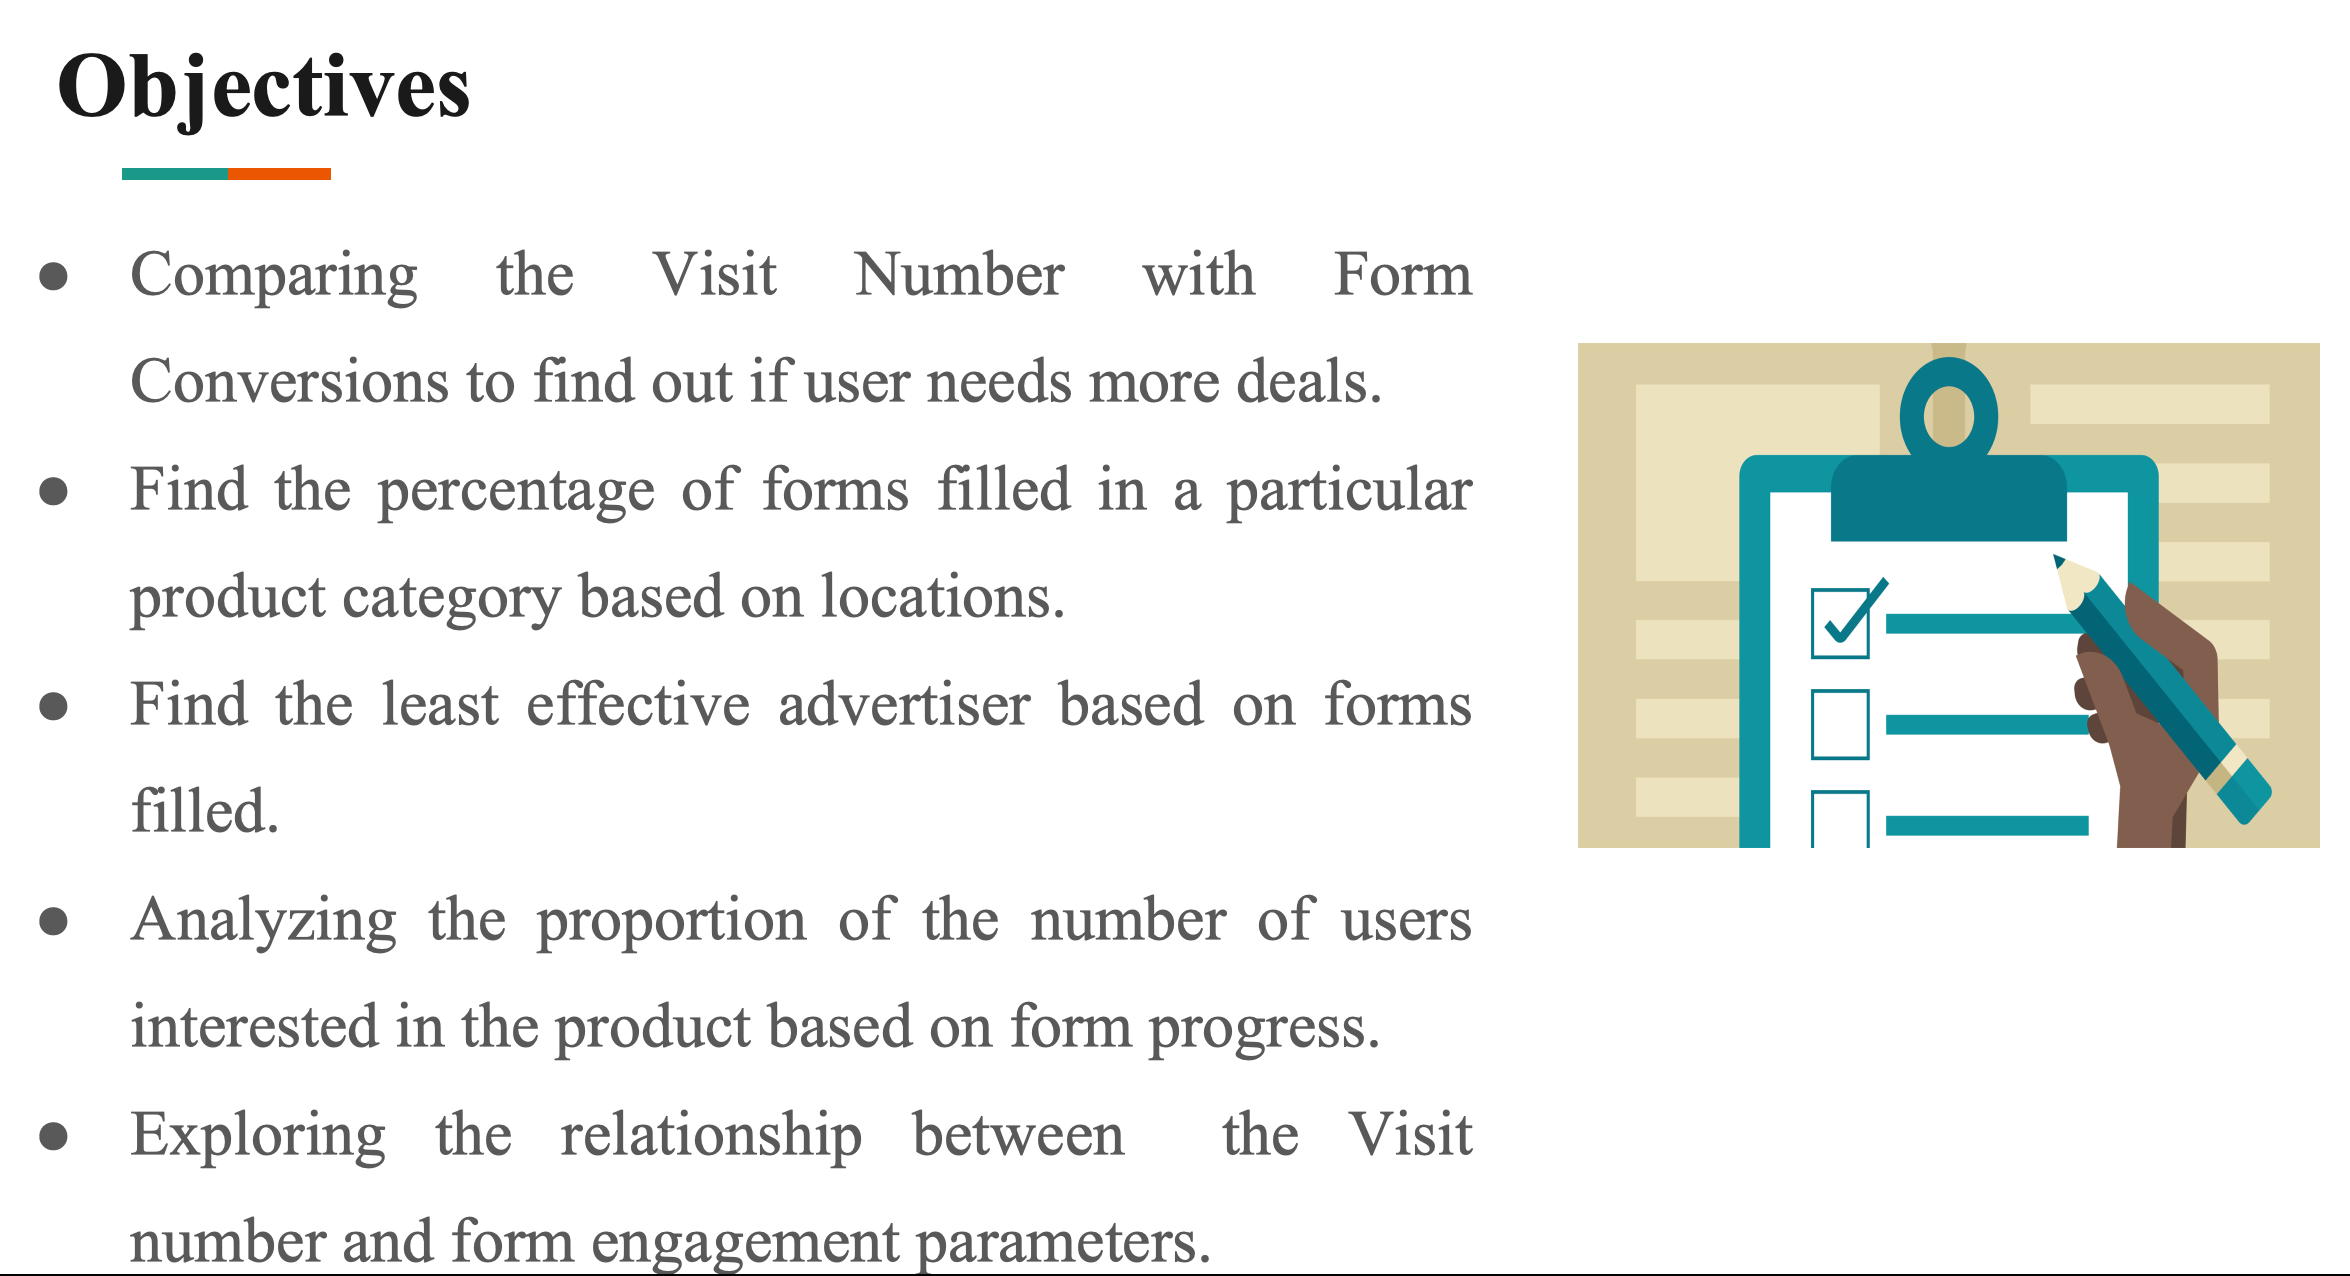 Objectives
● Comparing the Visit Number with Form
Conversions to find out if user needs more deals.
● Find the percentage of forms filled in a particular
product category based on locations.
● Find the least effective advertiser based on forms
filled.
● Analyzing the proportion of the number of users
interested in the product based on form progress.
● Exploring the relationship between the Visit
number and form engagement parameters.